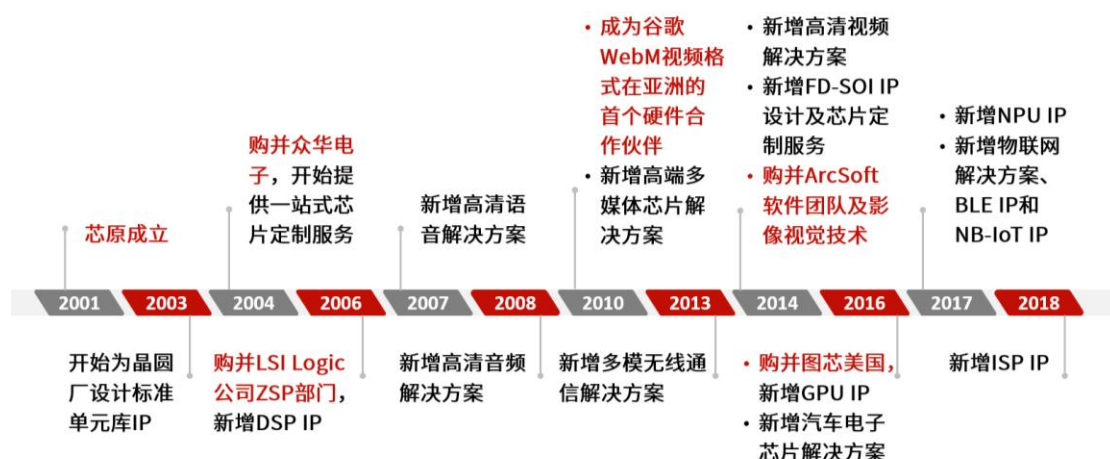 芯原成立
购并众华电
子，开始提
供一站式芯
片定制服务
新增高清语
音解决方案
• 成为谷歌
WebM视频格
式在亚洲的
首个硬件合
作伙伴
• 新增高端多
媒体芯片解
决方案
• 新增高清视频
解决方案
• 新增FD-SOI IP
设计及芯片定
制服务
• 购并ArcSoft
软件团队及影
像视觉技术
• 新增NPU IP
• 新增物联网
解决方案、
BLE IP和
NB-IoT IP
2001 2003 2004 2006 2007 2008 2010 2013 2014 2016 2017 2018
开始为晶圆
厂设计标准
单元库IP
购并LSI Logic
公司ZSP部门，
新增DSP IP
新增高清音频
解决方案
新增多模无线通
信解决方案
• 购并图芯美国，
新增GPU IP
• 新增汽车电子
芯片解决方案
新增ISP IP